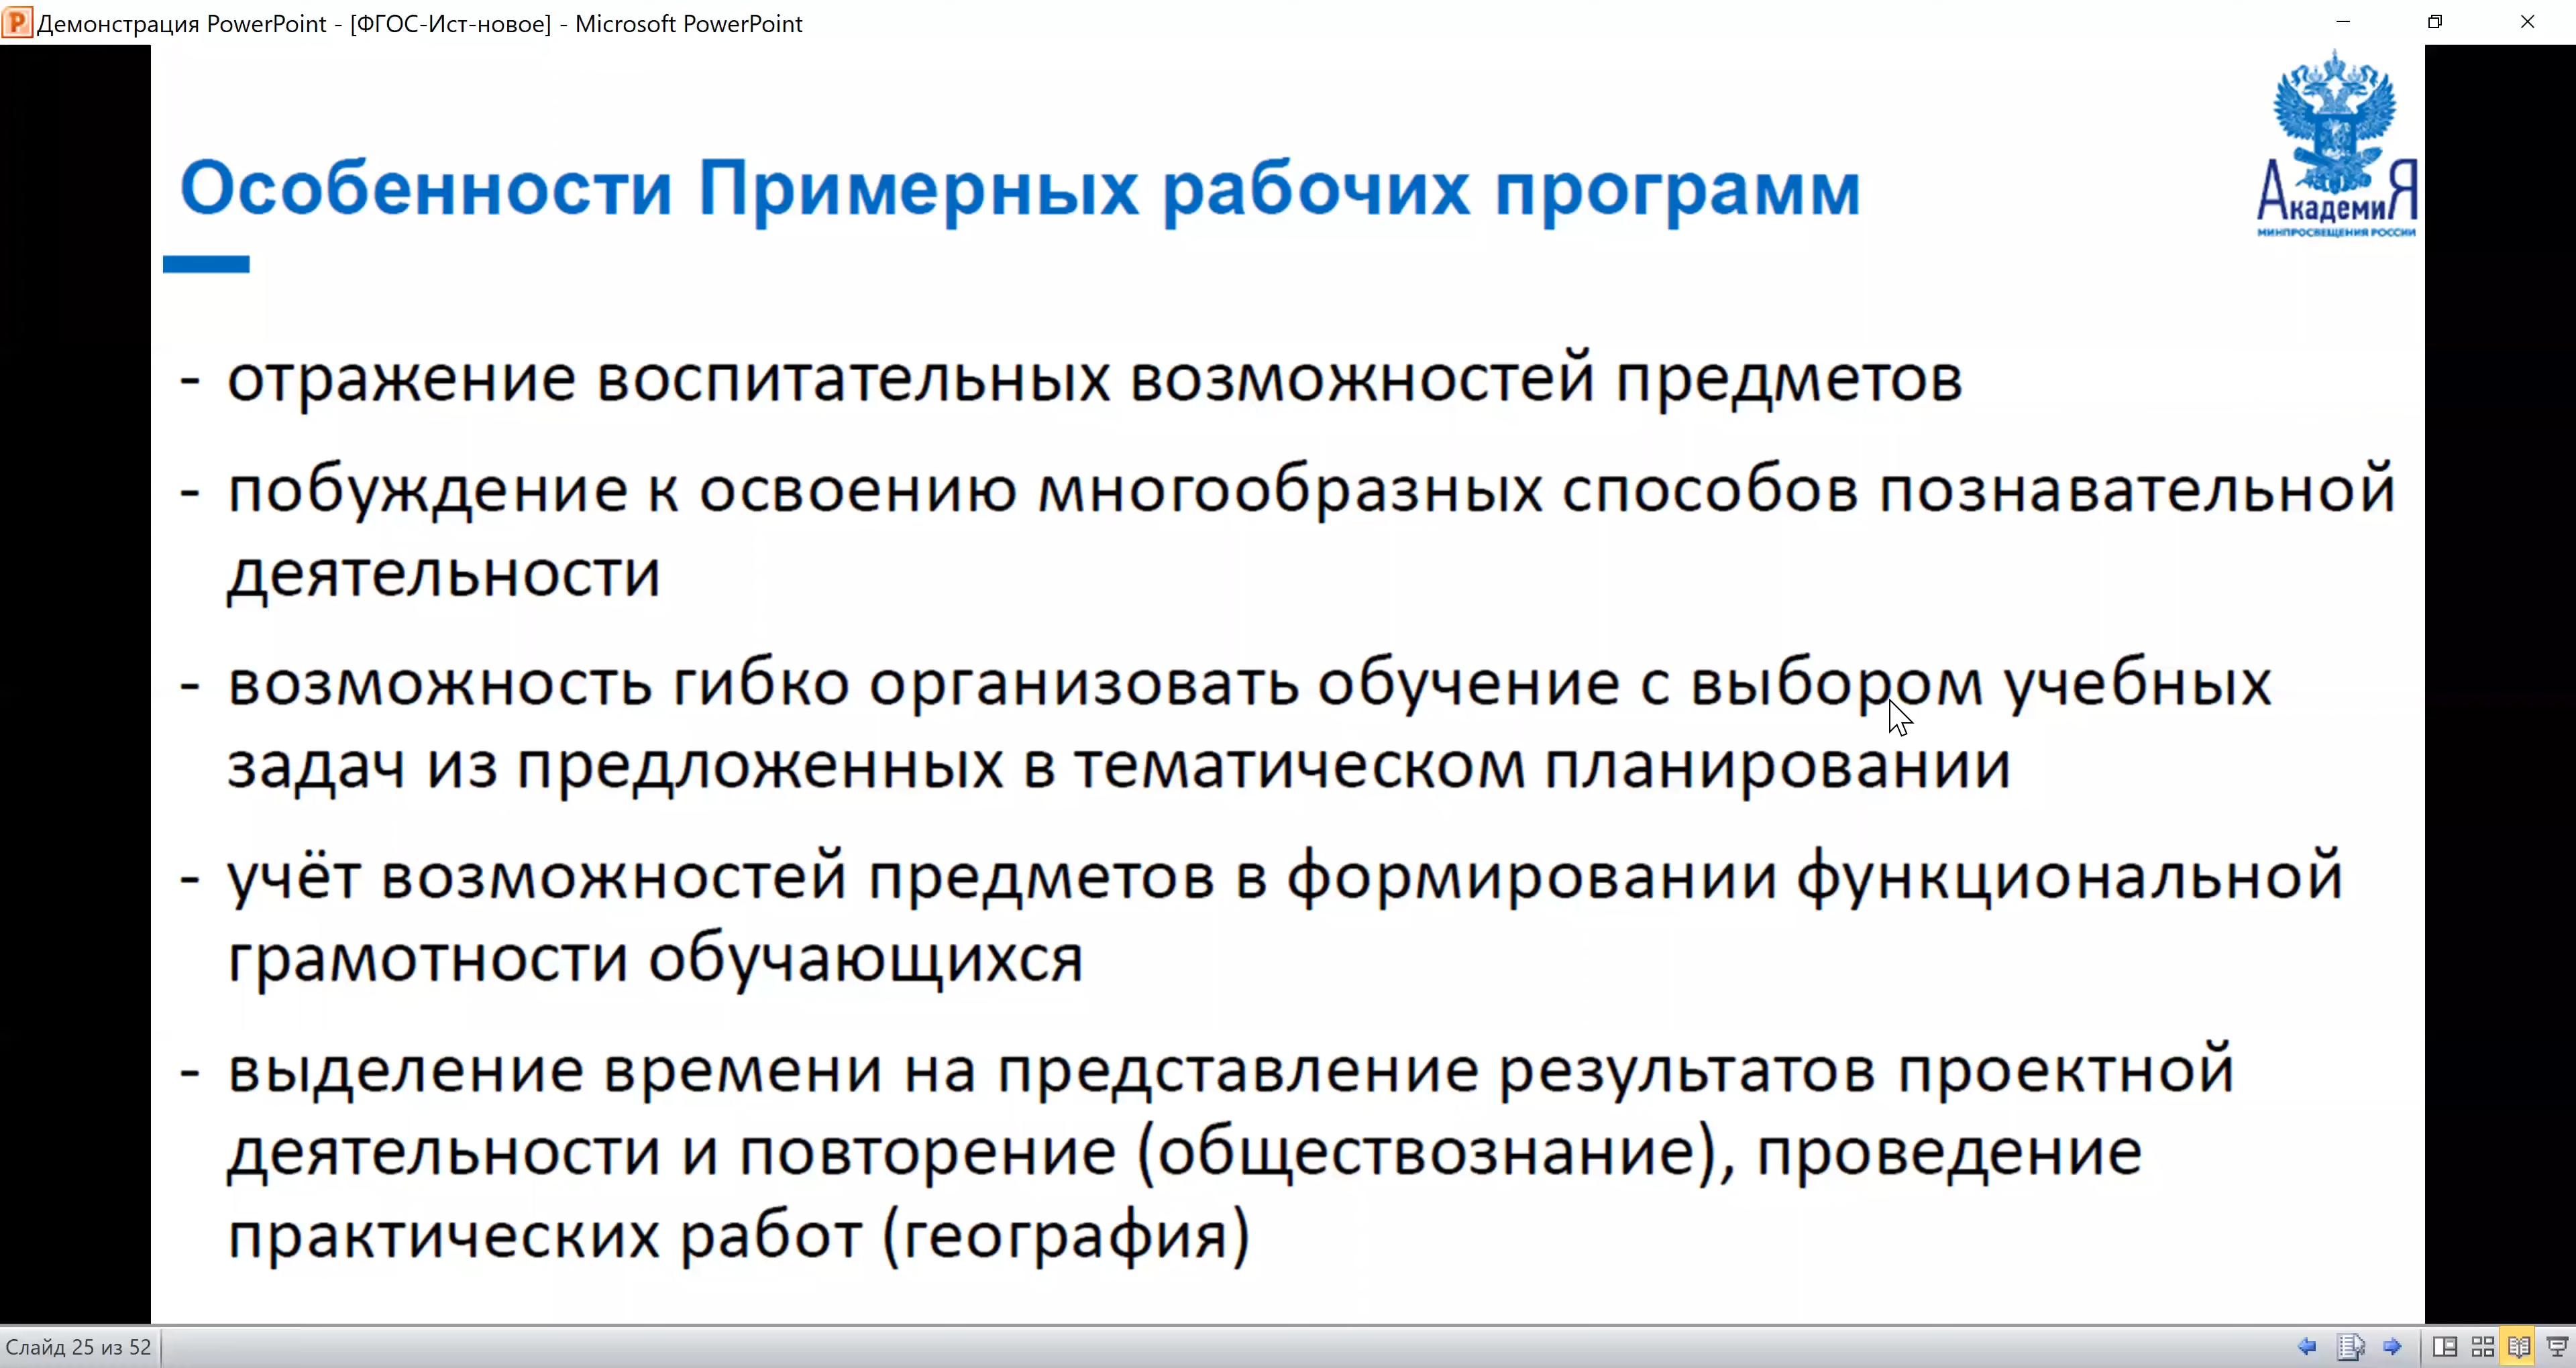 Демонстрация PowerPoint - [ФГОС-Ист-новое] - Microsoft PowerPoint
АкадемиЯ
МИНПРОСВЕЩЕНИЯ РОССИИ
Особенности Примерных рабочих программ
- отражение воспитательных возможностей предметов
- побуждение к освоению многообразных способов познавательной
деятельности
- возможность гибко организовать обучение с выбором учебных
задач из предложенных в тематическом планировании
- учёт возможностей предметов в формировании функциональной
грамотности обучающихся
- выделение времени на представление результатов проектной
деятельности и повторение (обществознание), проведение
практических работ (география)
Слайд 25 из 52